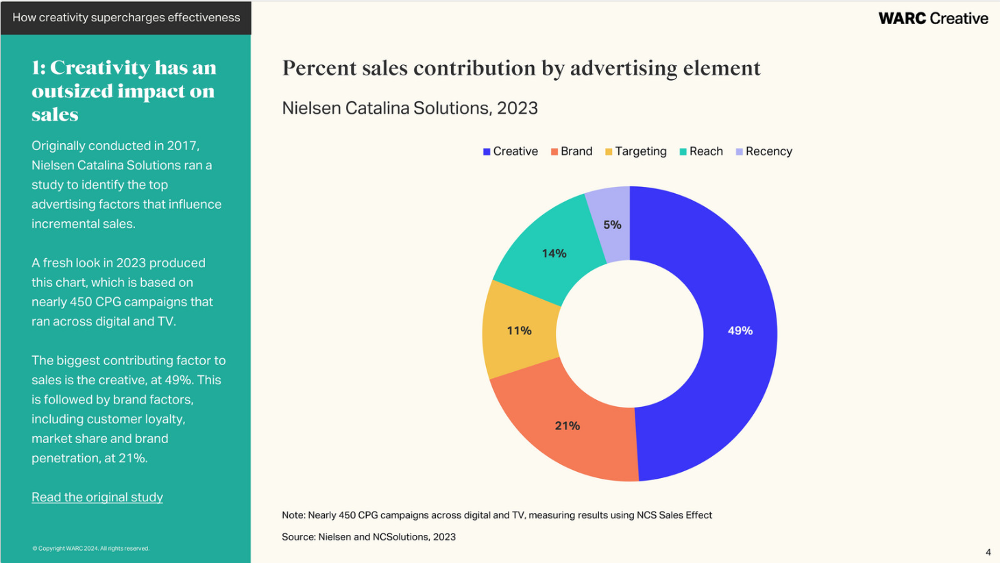 How creativity supercharges effectiveness
WARC Creative
1: Creativity has an
outsized impact on
sales
Originally conducted in 2017,
Nielsen Catalina Solutions ran a
study to identify the top
advertising factors that influence
incremental sales.
A fresh look in 2023 produced
this chart, which is based on
nearly 450 CPG campaigns that
ran across digital and TV.
The biggest contributing factor to
sales is the creative, at 49%. This
is followed by brand factors,
including customer loyalty,
market share and brand
penetration, at 21%.
Read the original study
© Copyright WARC 2024. All rights reserved.
Percent sales contribution by advertising element
Nielsen Catalina Solutions, 2023
Creative Brand Targeting Reach Recency
5%
14%
11%
49%
21%
Note: Nearly 450 CPG campaigns across digital and TV, measuring results using NCS Sales Effect
Source: Nielsen and NCSolutions, 2023
4